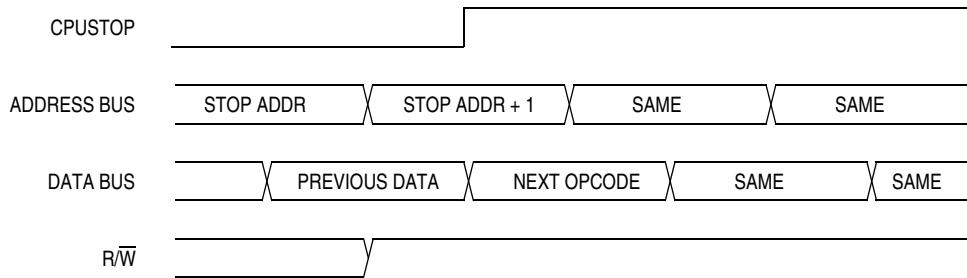 CPUSTOP
ADDRESS BUS STOP ADDR STOP ADDR + 1 SAME SAME
DATA BUS PREVIOUS DATA NEXT OPCODE SAME SAME
R/W̅